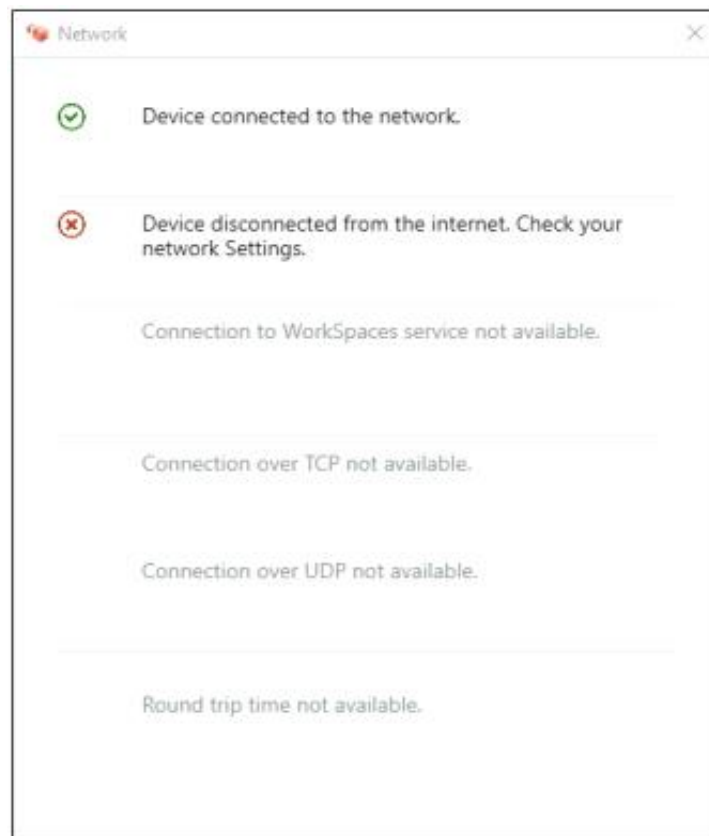 Network
Device connected to the network.
Device disconnected from the internet. Check your
network Settings.
Connection to WorkSpaces service not available.
Connection over TCP not available.
Connection over UDP not available.
Round trip time not available.